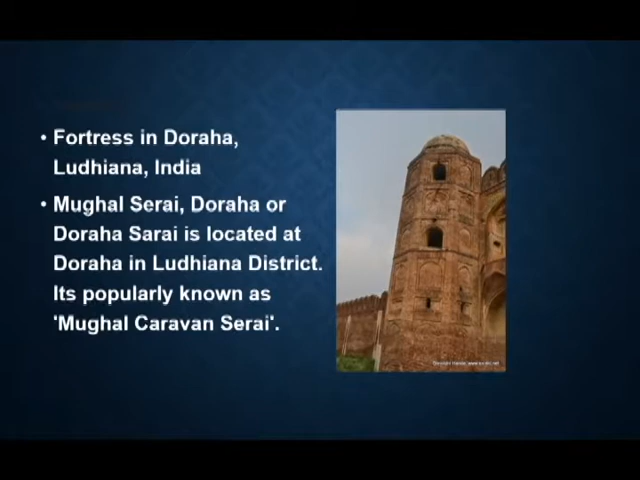 • Fortress in Doraha,
Ludhiana, India
• Mughal Serai, Doraha or
Doraha Sarai is located at
Doraha in Ludhiana District.
Its popularly known as
'Mughal Caravan Serai'.